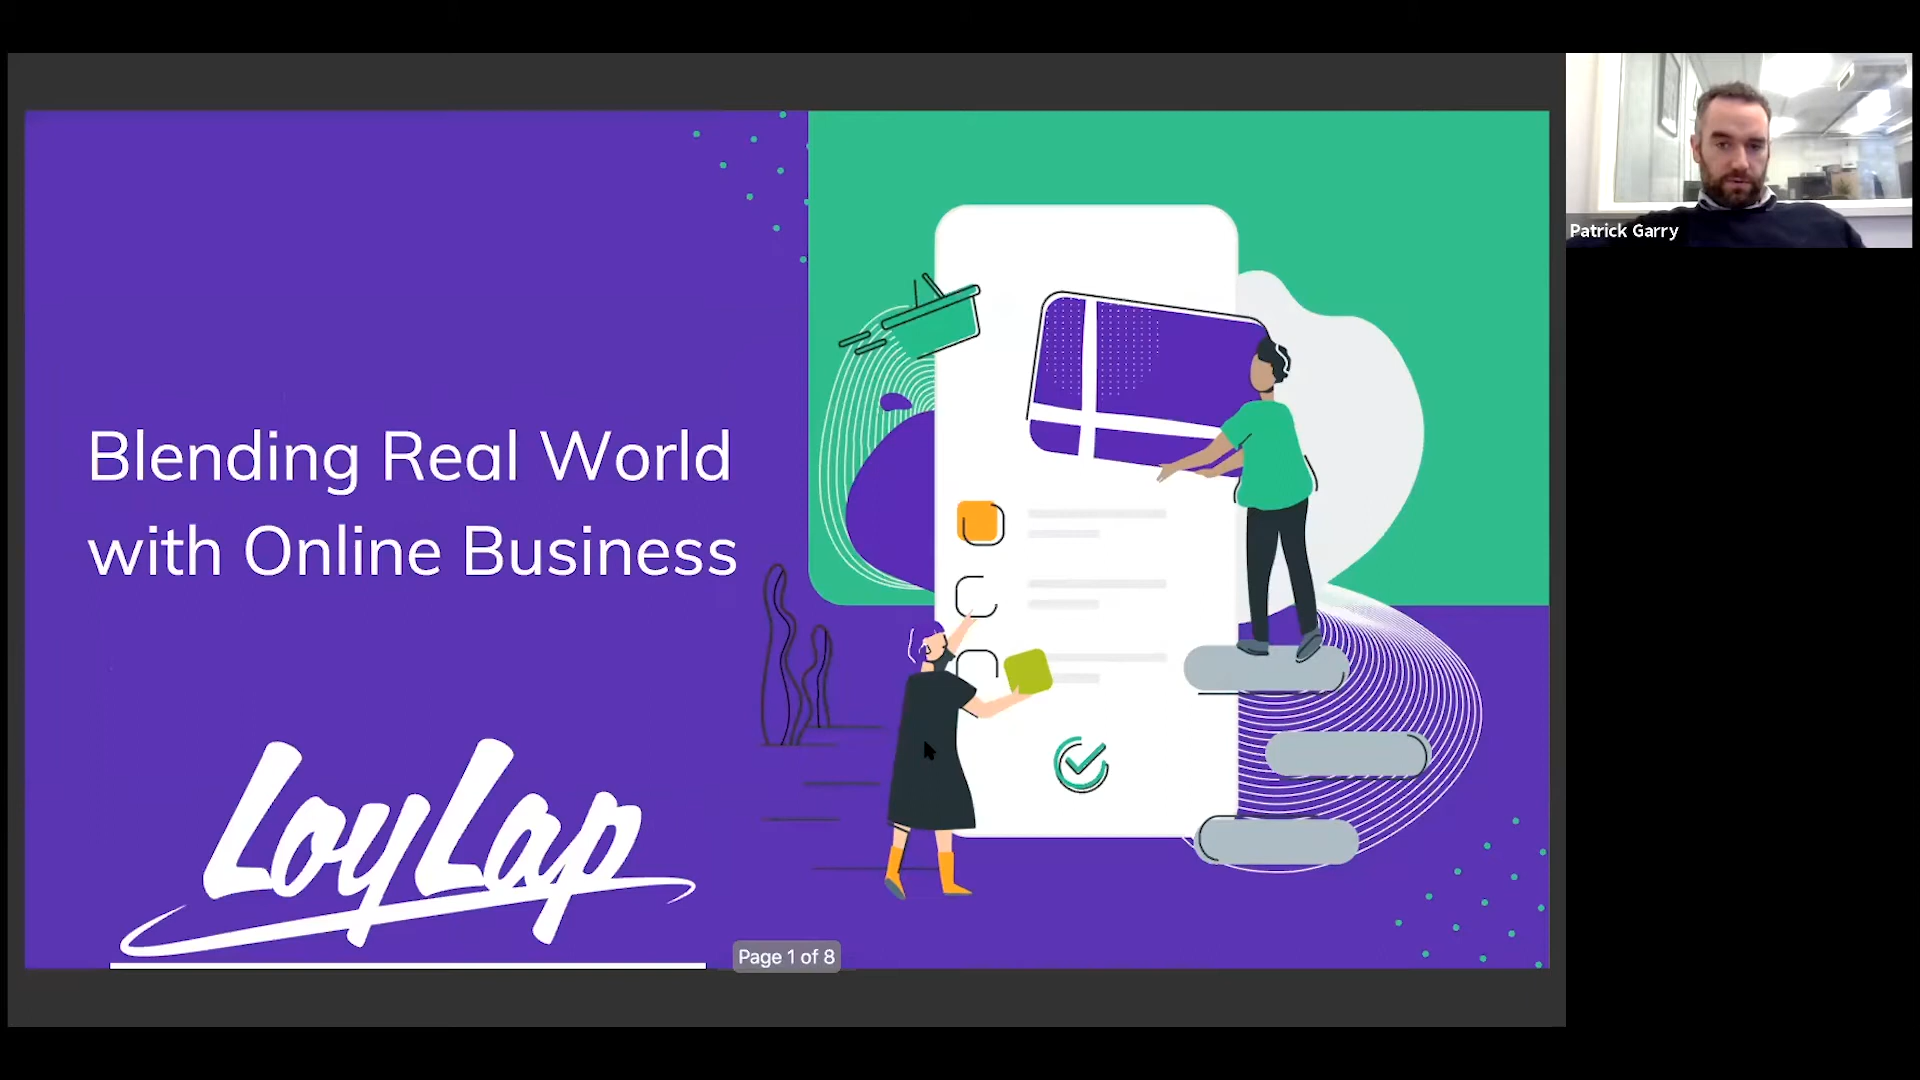 Blending Real World
with Online Business
LoyLap
Page 1 of 8
Patrick Garry